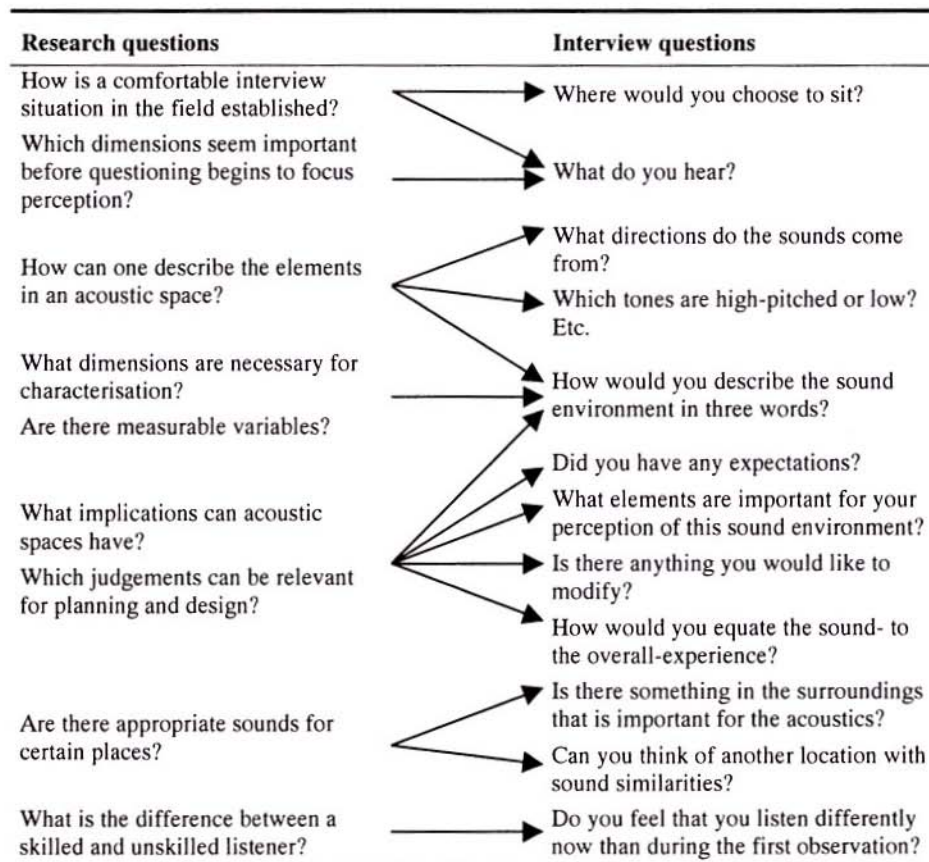 Research questions
Interview questions
How is a comfortable interview
situation in the field established?
Where would you choose to sit?
Which dimensions seem important
before questioning begins to focus
perception?
What do you hear?
How can one describe the elements
in an acoustic space?
What directions do the sounds come
from?
Which tones are high-pitched or low?
Etc.
What dimensions are necessary for
characterisation?
Are there measurable variables?
How would you describe the sound
environment in three words?
What implications can acoustic
spaces have?
Which judgements can be relevant
for planning and design?
Did you have any expectations?
What elements are important for your
perception of this sound environment?
Is there anything you would like to
modify?
How would you equate the sound- to
the overall-experience?
Are there appropriate sounds for
certain places?
Is there something in the surroundings
that is important for the acoustics?
Can you think of another location with
sound similarities?
What is the difference between a
skilled and unskilled listener?
Do you feel that you listen differently
now than during the first observation?